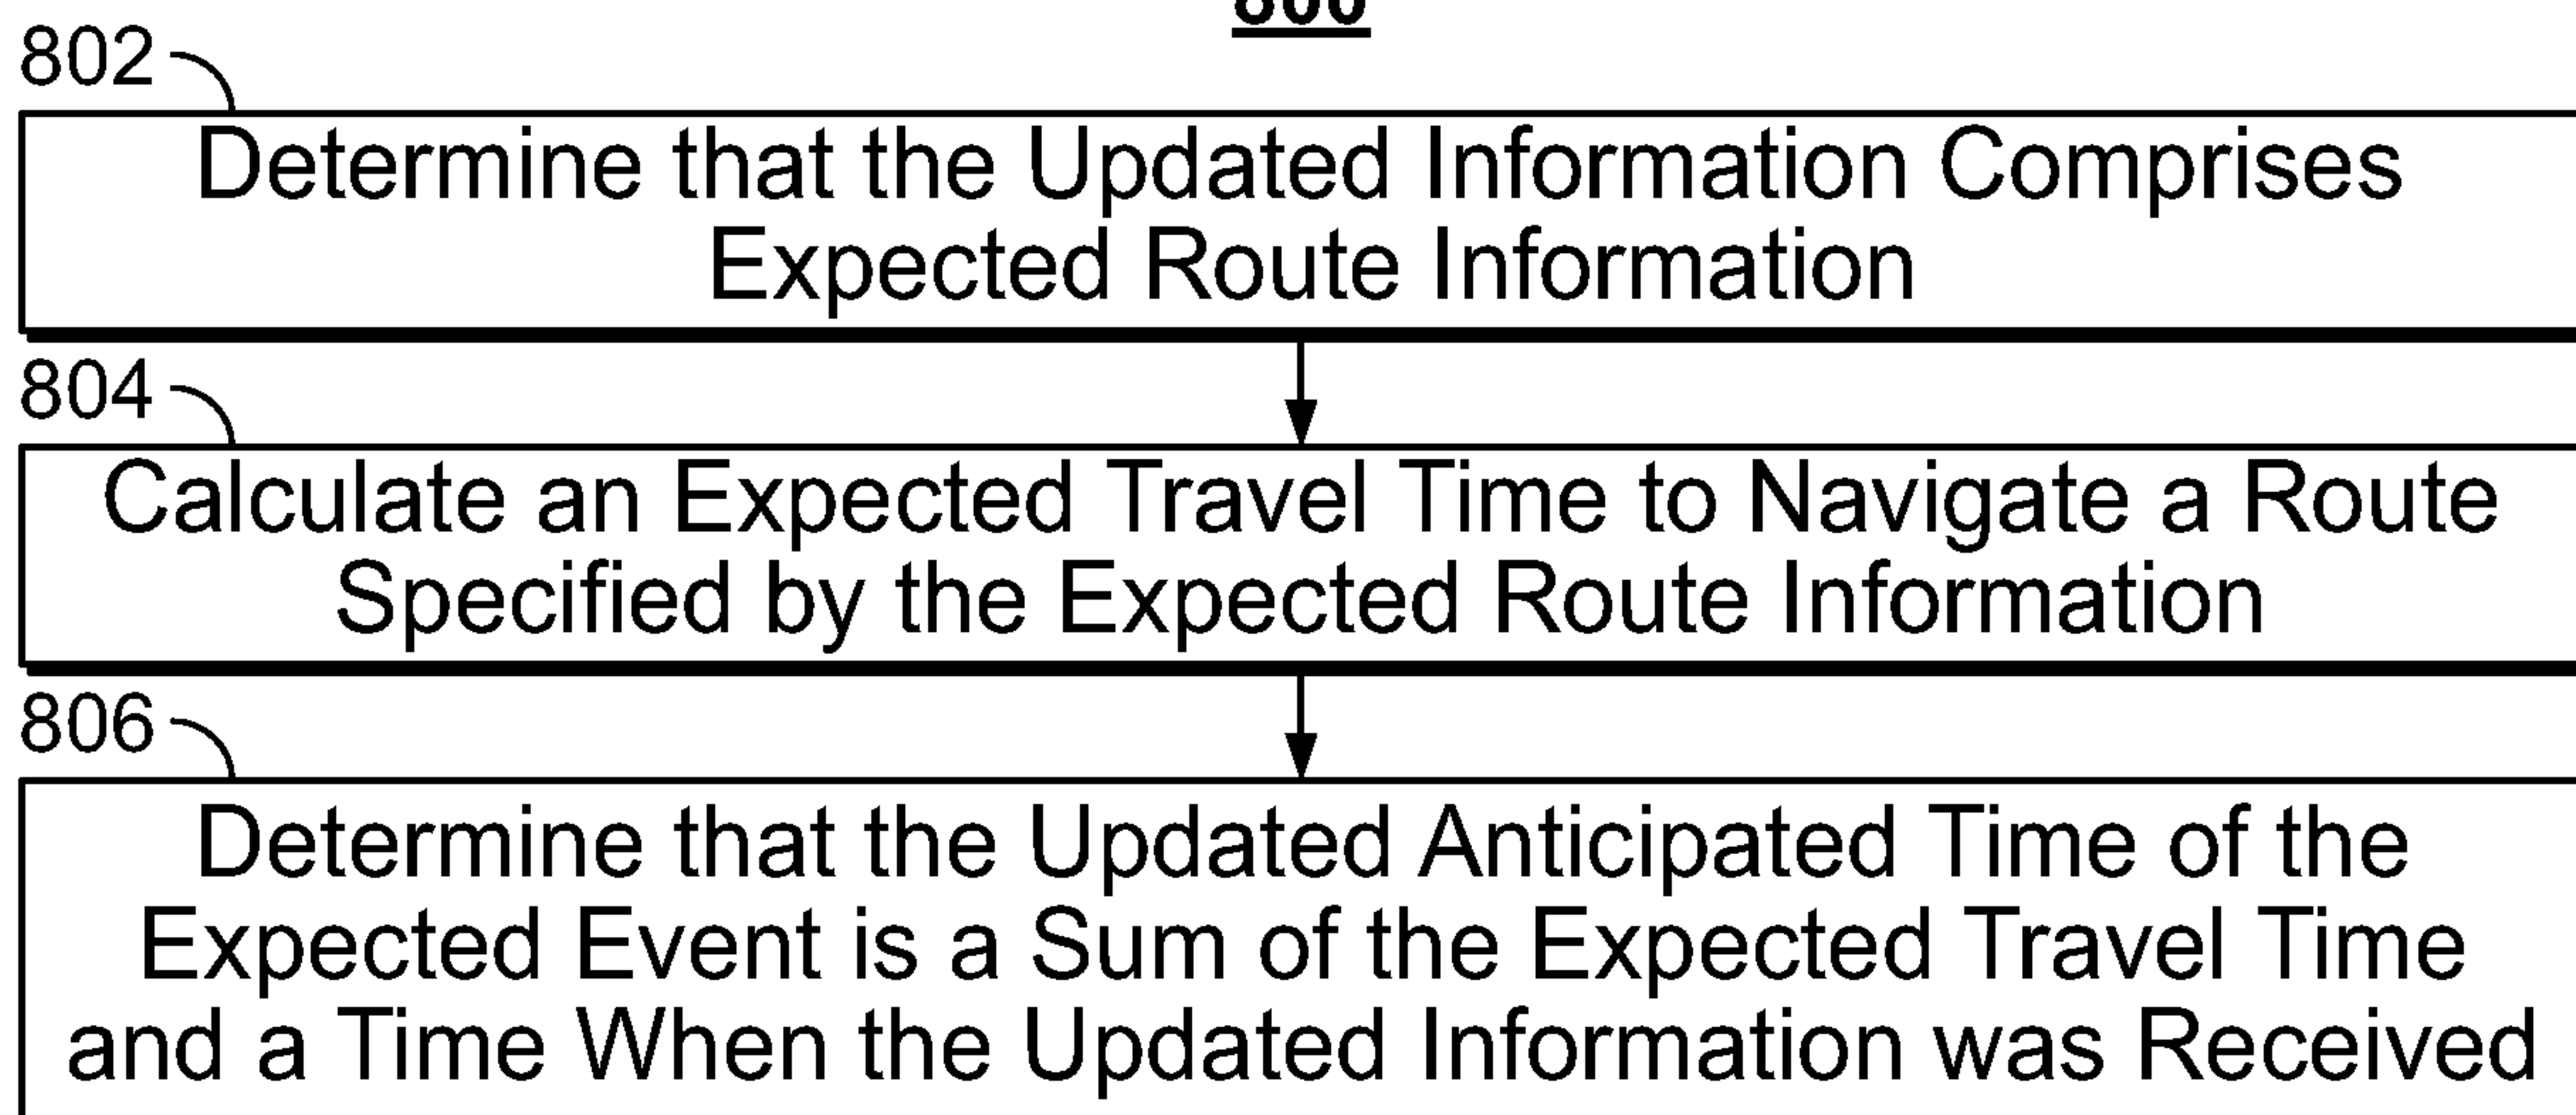 800
802
Determine that the Updated Information Comprises
Expected Route Information
804
Calculate an Expected Travel Time to Navigate a Route
Specified by the Expected Route Information
806
Determine that the Updated Anticipated Time of the
Expected Event is a Sum of the Expected Travel Time
and a Time When the Updated Information was Received